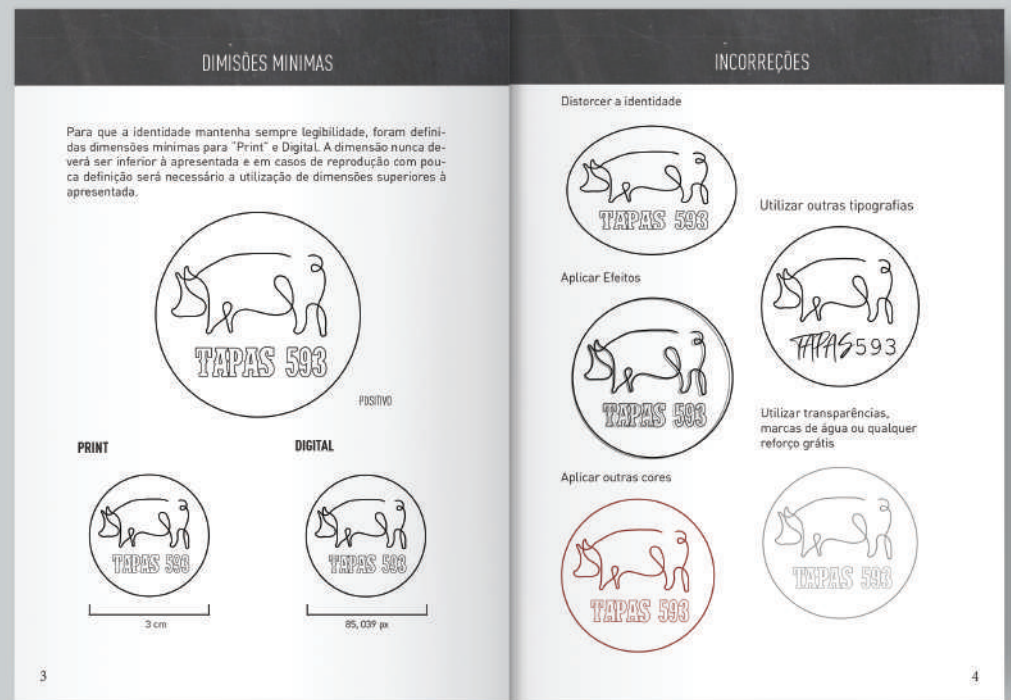 DIMISÕES MINIMAS
Para que a identidade mantenha sempre legibilidade, foram defini-
das dimensões mínimas para "Print" e Digital. A dimensão nunca de-
verá ser inferior à apresentada e em casos de reprodução com pou-
ca definição será necessário a utilização de dimensões superiores à
apresentada.
TAPAS 593
POSITIVO
PRINT
DIGITAL
TAPAS 593
TAPAS 593
3 cm
85, 039 px
3
INCORREÇÕES
Distorcer a identidade
TAPAS 593
Utilizar outras tipografias
TAPAS593
Aplicar Efeitos
TAPAS 593
Utilizar transparências,
marcas de água ou qualquer
reforço grátis
TAPAS 593
Aplicar outras cores
TAPAS 593
4